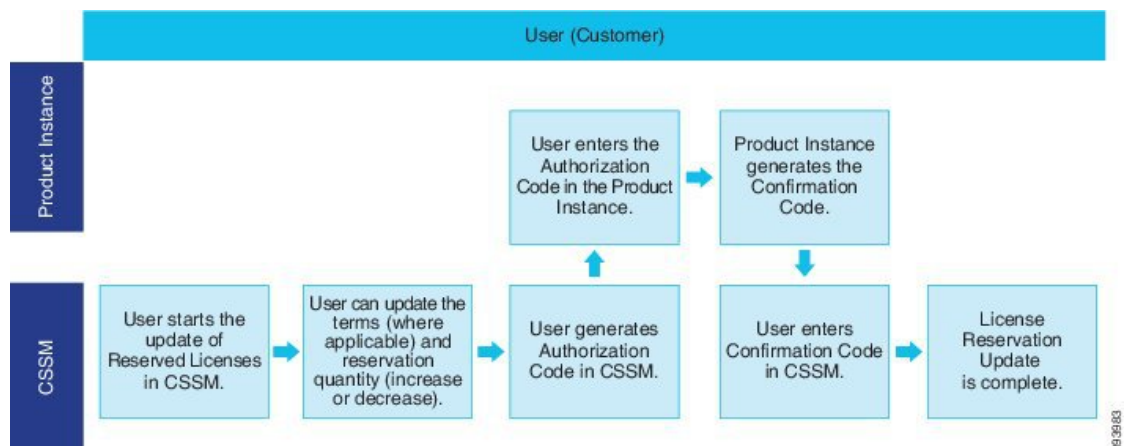 User (Customer)
Product Instance
User enters the
Authorization
Code in the Product
Instance.
Product Instance
generates the
Confirmation
Code.
CSSM
User starts the
update of
Reserved Licenses
in CSSM.
User can update the
terms (where
applicable) and
reservation
quantity (increase
or decrease).
User generates
Authorization
Code in CSSM.
User enters
Confirmation Code
in CSSM.
License
Reservation
Update
is complete.
93983